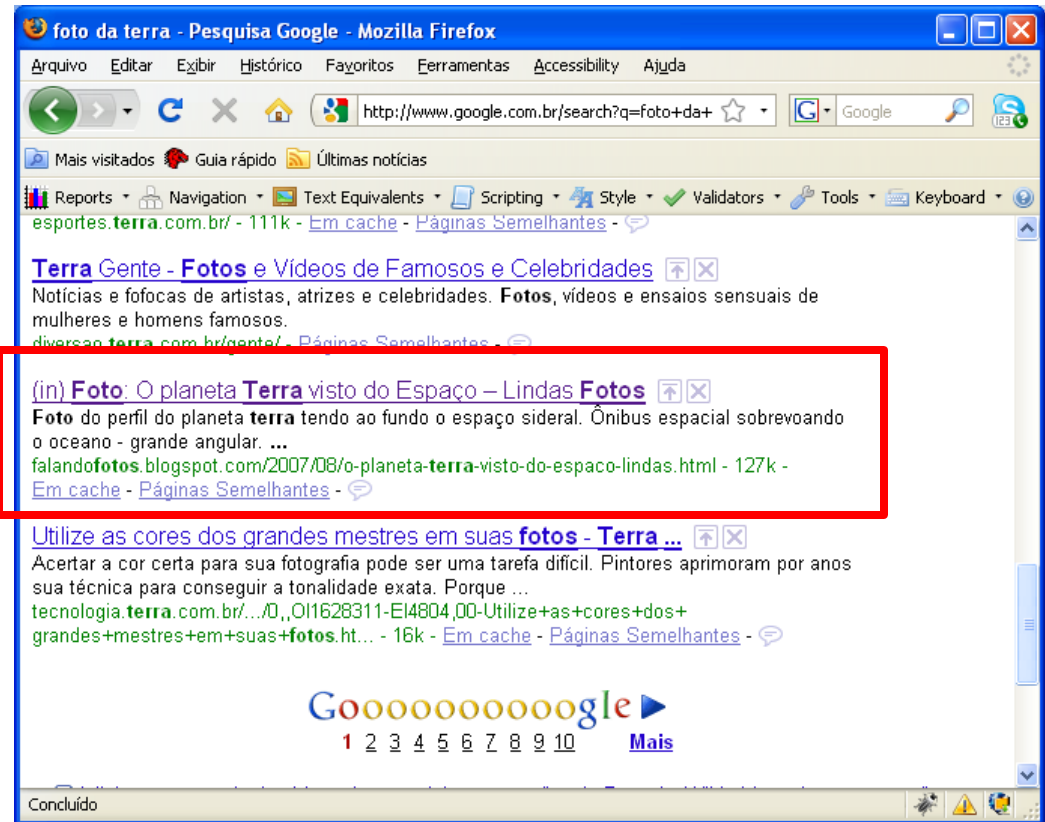 foto da terra - Pesquisa Google - Mozilla Firefox
Arquivo Editar Exibir Histórico Favoritos Ferramentas Accessibility Ajuda
http://www.google.com.br/search?q=foto+da+ G Google
Mais visitados Guia rápido Últimas notícias
Reports Navigation Text Equivalents Scripting Style Validators Tools Keyboard
esportes.terra.com.br/ - 111k - Em cache - Páginas Semelhantes -
Terra Gente - Fotos e Vídeos de Famosos e Celebridades
Notícias e fofocas de artistas, atrizes e celebridades. Fotos, vídeos e ensaios sensuais de
mulheres e homens famosos.
diversao.terra.com.br/gente/ - Páginas Semelhantes -
(in) Foto: O planeta Terra visto do Espaço – Lindas Fotos
Foto do perfil do planeta terra tendo ao fundo o espaço sideral. Ônibus espacial sobrevoando
o oceano - grande angular. ...
falandofotos.blogspot.com/2007/08/o-planeta-terra-visto-do-espaco-lindas.html - 127k -
Em cache - Páginas Semelhantes -
Utilize as cores dos grandes mestres em suas fotos - Terra ...
Acertar a cor certa para sua fotografia pode ser uma tarefa difícil. Pintores aprimoram por anos
sua técnica para conseguir a tonalidade exata. Porque ...
tecnologia.terra.com.br/.../0,,OI1628311-EI4804,00-Utilize+as+cores+dos+
grandes+mestres+em+suas+fotos.ht... - 16k - Em cache - Páginas Semelhantes -
Goooooooooogle
1 2 3 4 5 6 7 8 9 10 Mais
Concluído